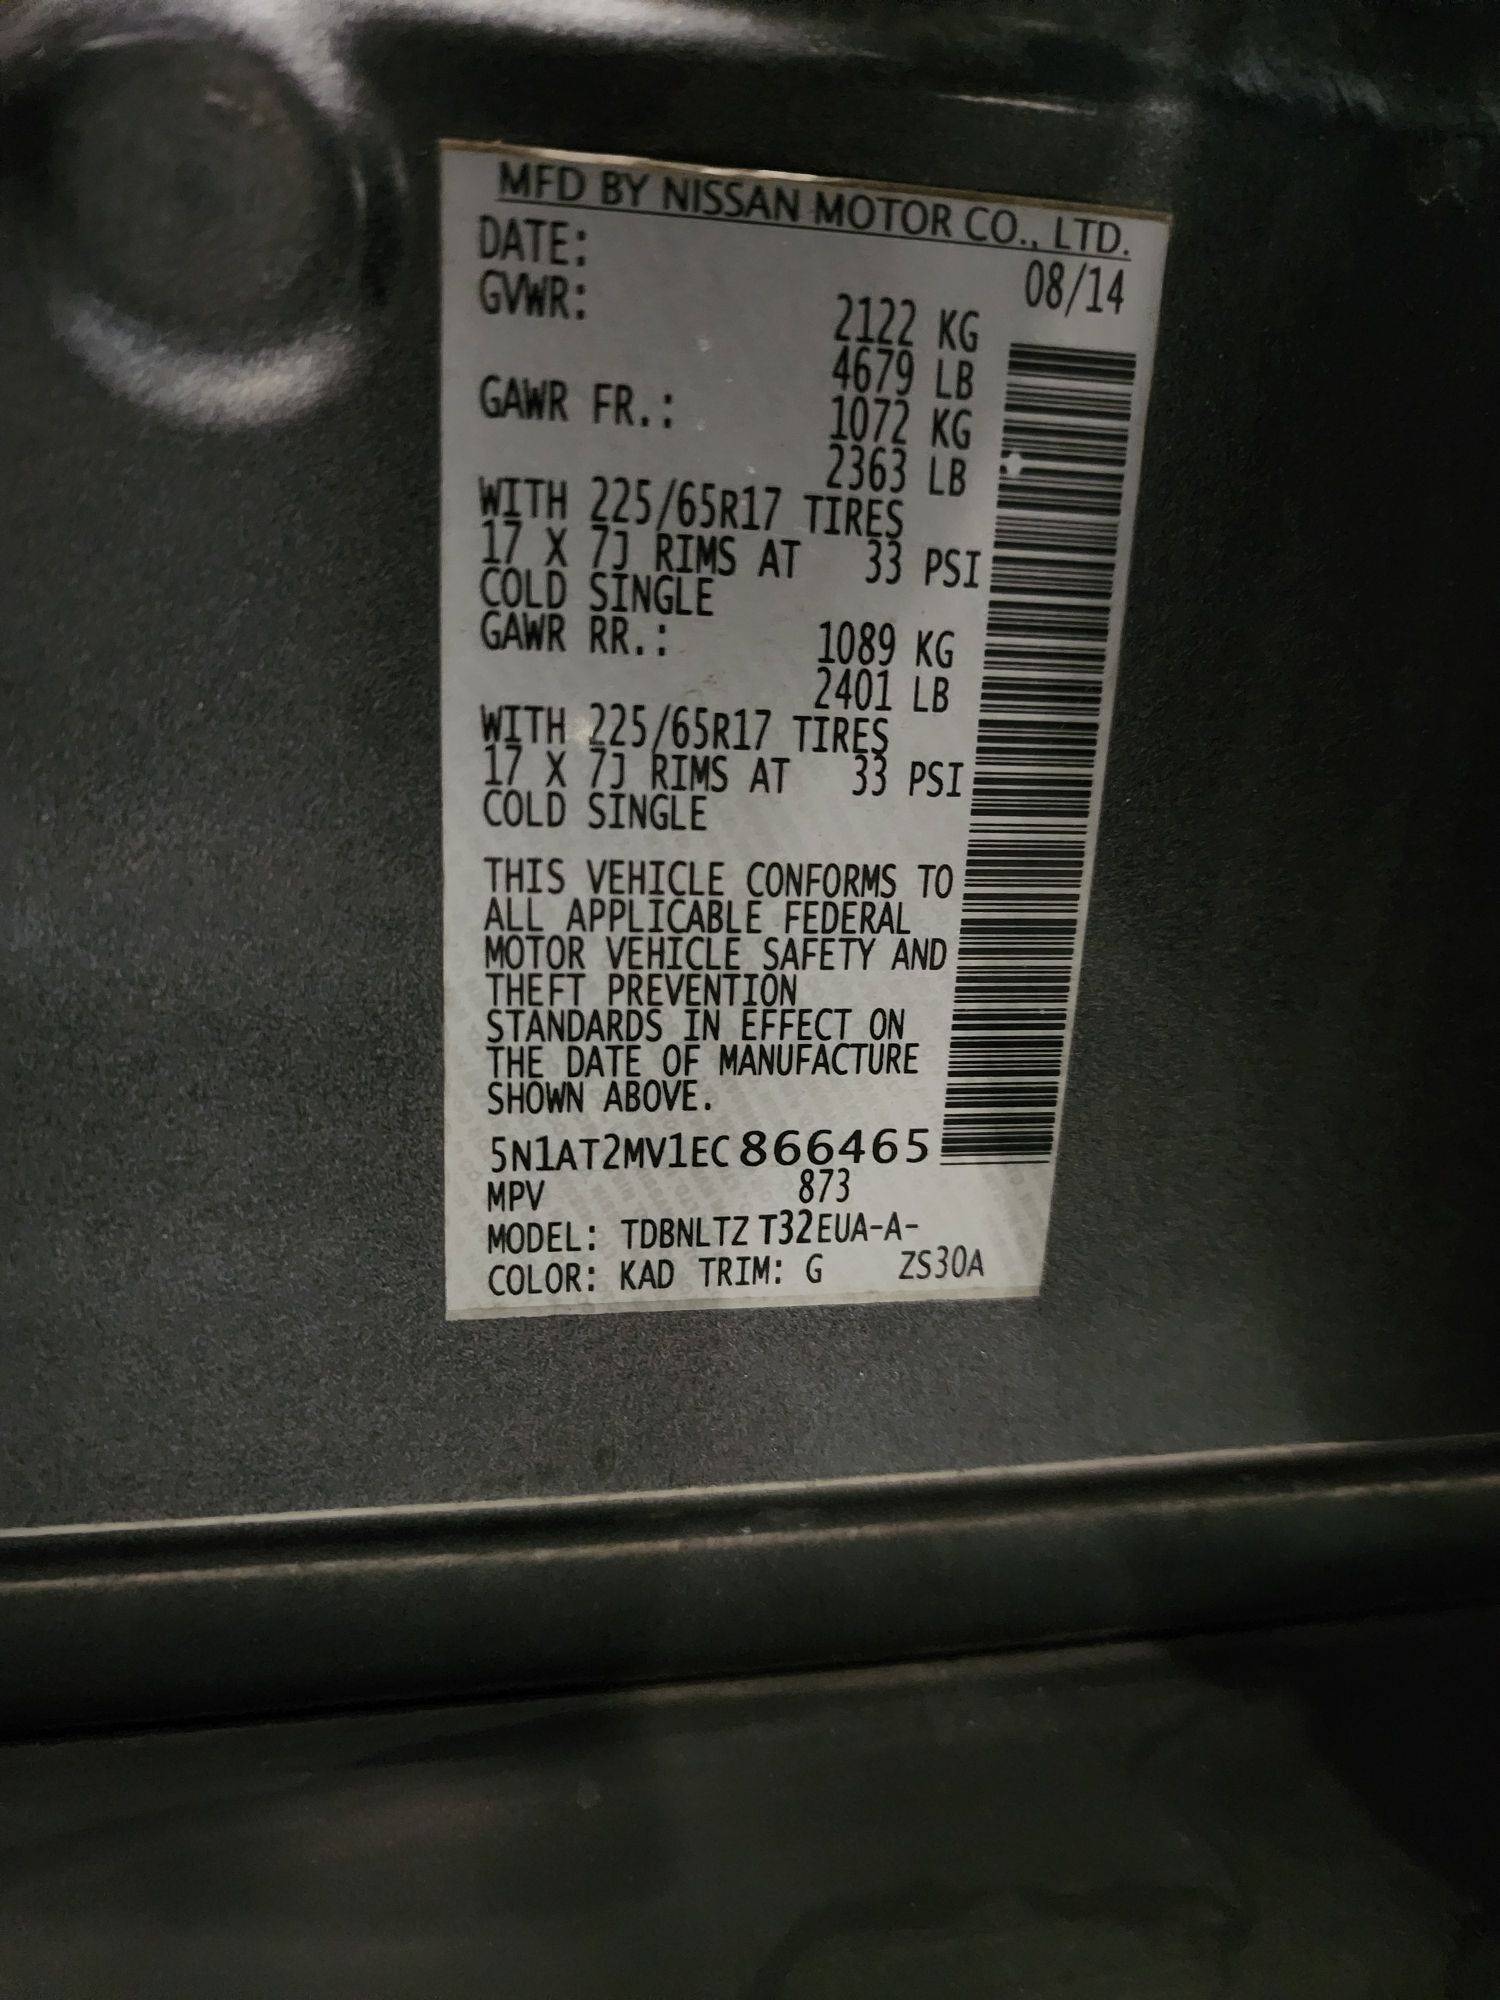 MFD BY NISSAN MOTOR CO., LTD.
DATE: 08/14
GVWR: 2122 KG
4679 LB
GAWR FR.: 1072 KG
2363 LB
WITH 225/65R17 TIRES
17 X 7J RIMS AT 33 PSI
COLD SINGLE
GAWR RR.: 1089 KG
2401 LB
WITH 225/65R17 TIRES
17 X 7J RIMS AT 33 PSI
COLD SINGLE
THIS VEHICLE CONFORMS TO
ALL APPLICABLE FEDERAL
MOTOR VEHICLE SAFETY AND
THEFT PREVENTION
STANDARDS IN EFFECT ON
THE DATE OF MANUFACTURE
SHOWN ABOVE.
5N1AT2MV1EC866465
MPV 873
MODEL: TDBNLTZ T32EUA-A-
COLOR: KAD TRIM: G ZS30A